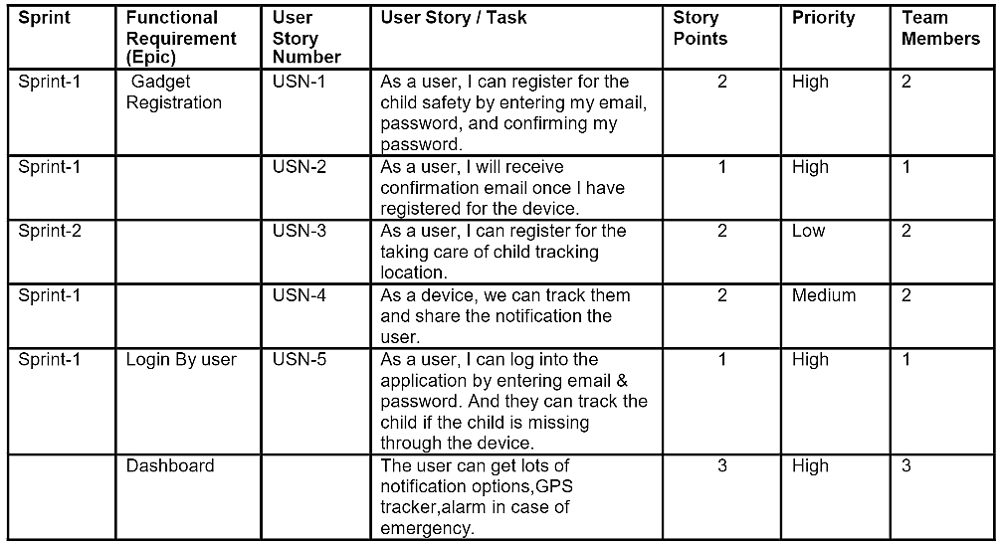 Sprint Functional Requirement (Epic) User Story Number User Story / Task Story Points Priority Team Members
Sprint-1 Gadget Registration USN-1 As a user, I can register for the child safety by entering my email, password, and confirming my password. 2 High 2
Sprint-1 USN-2 As a user, I will receive confirmation email once I have registered for the device. 1 High 1
Sprint-2 USN-3 As a user, I can register for the taking care of child tracking location. 2 Low 2
Sprint-1 USN-4 As a device, we can track them and share the notification the user. 2 Medium 2
Sprint-1 Login By user USN-5 As a user, I can log into the application by entering email & password. And they can track the child if the child is missing through the device. 1 High 1
Dashboard The user can get lots of notification options,GPS tracker,alarm in case of emergency. 3 High 3